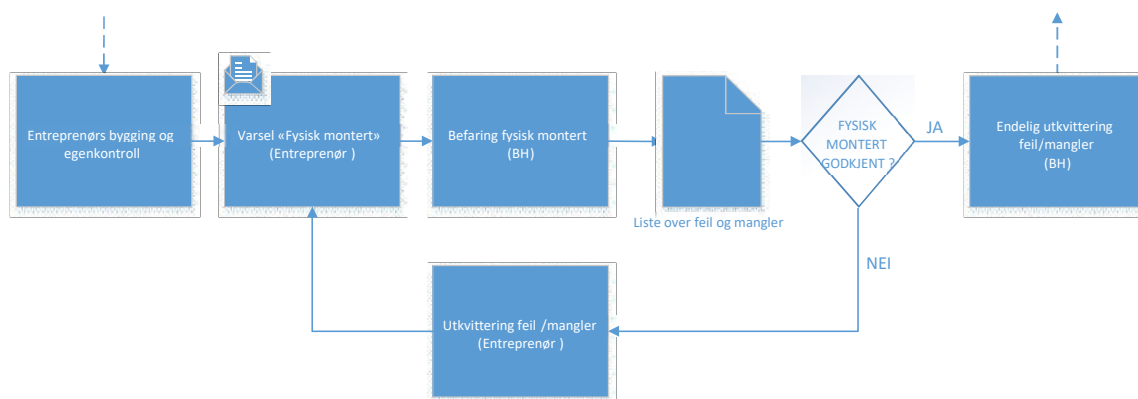 Entreprenørs bygging og
egenkontroll
Varsel «Fysisk montert»
(Entreprenør )
Befaring fysisk montert
(BH)
Liste over feil og mangler
FYSISK
MONTERT
GODKJENT ?
JA
Endelig utkvittering
feil/mangler
(BH)
NEI
Utkvittering feil /mangler
(Entreprenør )